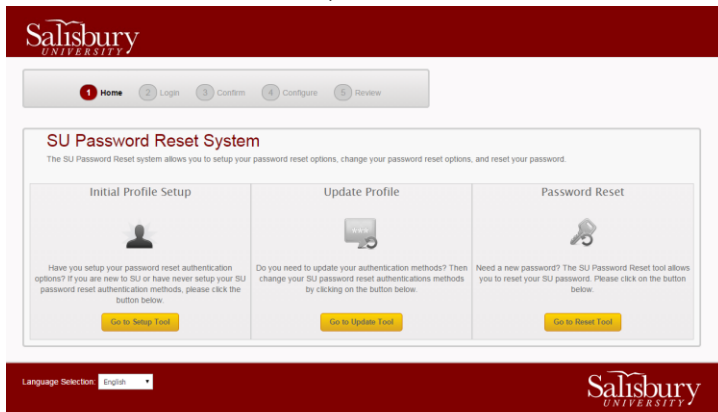 Salisbury
UNIVERSITY
1 Home 2 Login 3 Confirm 4 Configure 5 Review
SU Password Reset System
The SU Password Reset system allows you to setup your password reset options, change your password reset options, and reset your password.
Initial Profile Setup
Have you setup your password reset authentication
options? If you are new to SU or have never setup your SU
password reset authentication methods, please click the
button below.
Go to Setup Tool
Update Profile
***
Do you need to update your authentication methods? Then
change your SU password reset authentications methods
by clicking on the button below.
Go to Update Tool
Password Reset
Need a new password? The SU Password Reset tool allows
you to reset your SU password. Please click on the button
below.
Go to Reset Tool
Language Selection: English
Salisbury
UNIVERSITY